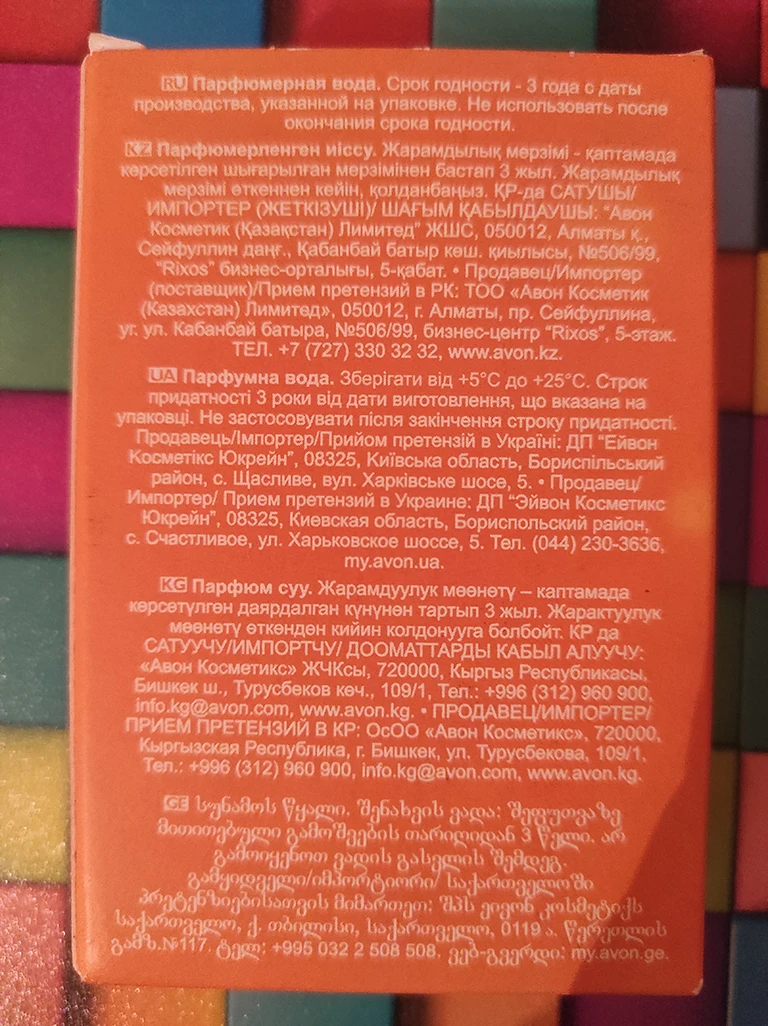 RU Парфюмерная вода. Срок годности - 3 года с даты
производства, указанной на упаковке. Не использовать после
окончания срока годности.
KZ Парфюмерленген иіссу. Жарамдылық мерзімі - қаптамада
көрсетілген шығарылған мерзімінен бастап 3 жыл. Жарамдылық
мерзімі өткеннен кейін, қолданбаңыз. ҚР-да САТУШЫ/
ИМПОРТЕР (ЖЕТКІЗУШІ)/ ШАҒЫМ ҚАБЫЛДАУШЫ: “Авон
Косметик (Қазақстан) Лимитед” ЖШС, 050012, Алматы қ.,
Сейфуллин даңғ., Қабанбай батыр көш. қиылысы, №506/99,
“Rixos” бизнес-орталығы, 5-қабат. • Продавец/Импортер
(поставщик)/Прием претензий в РК: ТОО «Авон Косметик
(Казахстан) Лимитед», 050012, г. Алматы, пр. Сейфуллина,
уг. ул. Кабанбай батыра, №506/99, бизнес-центр “Rixos”, 5-этаж.
ТЕЛ. +7 (727) 330 32 32, www.avon.kz.
UA Парфумна вода. Зберігати від +5°C до +25°C. Строк
придатності 3 роки від дати виготовлення, що вказана на
упаковці. Не застосовувати після закінчення строку придатності.
Продавець/Імпортер/Прийом претензій в Україні: ДП “Ейвон
Косметікс Юкрейн”, 08325, Київська область, Бориспільський
район, с. Щасливе, вул. Харківське шосе, 5. • Продавец/
Импортер/ Прием претензий в Украине: ДП “Эйвон Косметикс
Юкрейн”, 08325, Киевская область, Бориспольский район,
с. Счастливое, ул. Харьковское шоссе, 5. Тел. (044) 230-3636,
my.avon.ua.
KG Парфюм суу. Жарамдуулук мөөнөтү – каптамада
көрсөтүлгөн даярдалган күнүнөн тартып 3 жыл. Жарактуулук
мөөнөтү өткөндөн кийин колдонууга болбойт. КР да
САТУУЧУ/ИМПОРТЧУ/ ДООМАТТАРДЫ КАБЫЛ АЛУУЧУ:
«Авон Косметикс» ЖЧКсы, 720000, Кыргыз Республикасы,
Бишкек ш., Турусбеков көч., 109/1, Тел.: +996 (312) 960 900,
info.kg@avon.com, www.avon.kg. • ПРОДАВЕЦ/ИМПОРТЕР/
ПРИЕМ ПРЕТЕНЗИЙ В КР: ОсОО «Авон Косметикс», 720000,
Кыргызская Республика, г. Бишкек, ул. Турусбекова, 109/1,
Тел.: +996 (312) 960 900, info.kg@avon.com, www.avon.kg.
GE სუნამოს წყალი. შენახვის ვადა: შეფუთვაზე
მითითებული გამოშვების თარიღიდან 3 წელი. არ
გამოიყენოთ ვადის გასვლის შემდეგ.
გამყიდველი/იმპორტიორი/ საქართველოში
პრეტენზიებისათვის მიმართეთ: შპს ეივონ კოსმეტიქს
საქართველო, ქ. თბილისი, საქართველო, 0119 ა. წერეთლის
გამზ.№117. ტელ: +995 032 2 508 508. ვებ-გვერდი: my.avon.ge.